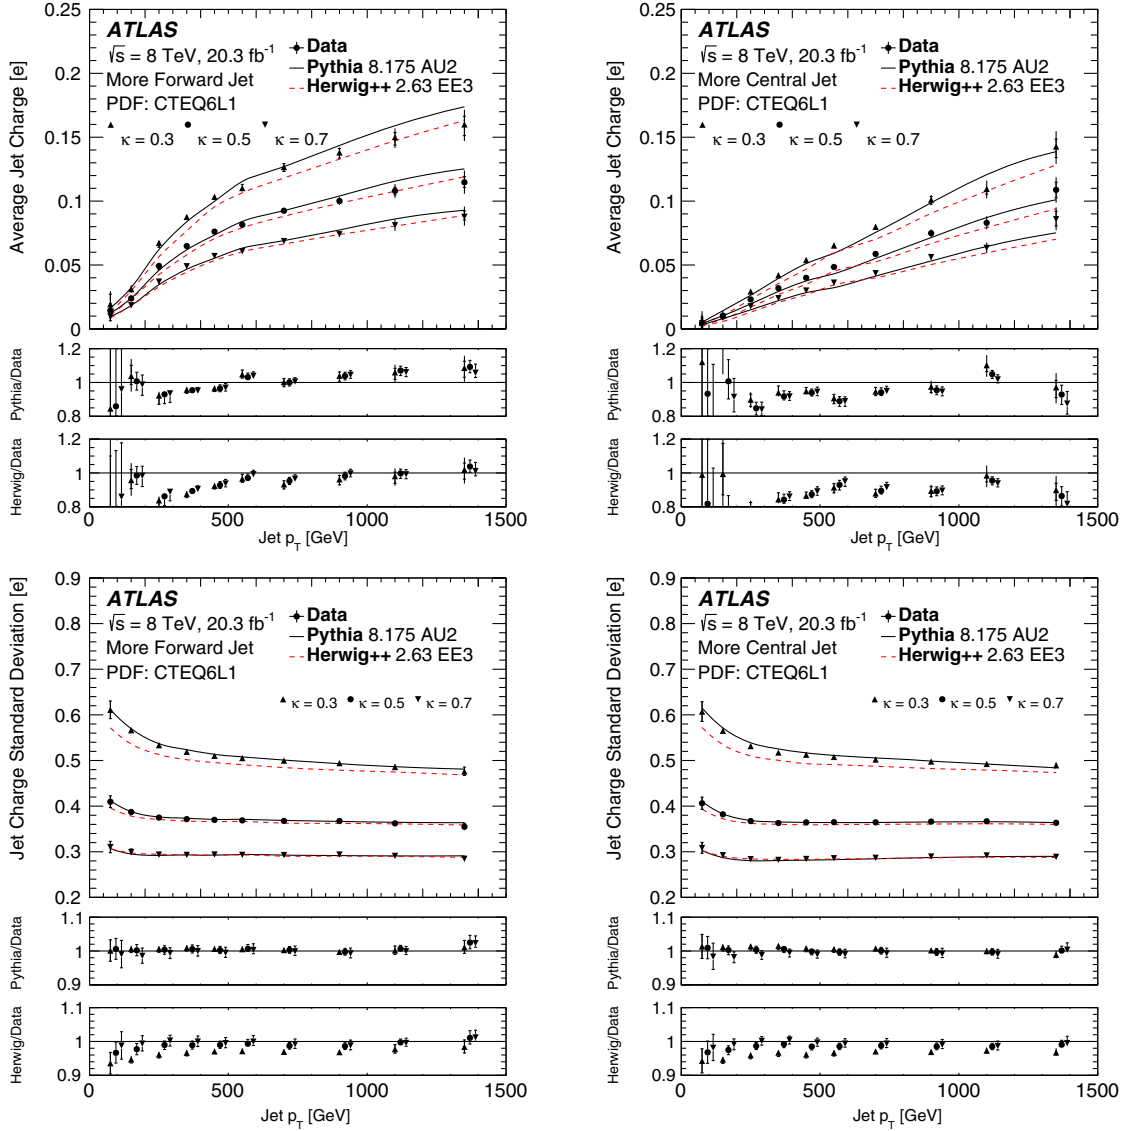 Average Jet Charge [e]
0.25
0.2
0.15
0.1
0.05
0
ATLAS
√s = 8 TeV, 20.3 fb⁻¹
More Forward Jet
PDF: CTEQ6L1
κ = 0.3 κ = 0.5 κ = 0.7
Data
Pythia 8.175 AU2
Herwig++ 2.63 EE3
Pythia/Data
1.2
1
0.8
Herwig/Data
1.2
1
0.8
0 500 1000 1500
Jet pT [GeV]
Average Jet Charge [e]
0.25
0.2
0.15
0.1
0.05
0
ATLAS
√s = 8 TeV, 20.3 fb⁻¹
More Central Jet
PDF: CTEQ6L1
κ = 0.3 κ = 0.5 κ = 0.7
Data
Pythia 8.175 AU2
Herwig++ 2.63 EE3
Pythia/Data
1.2
1
0.8
Herwig/Data
1.2
1
0.8
0 500 1000 1500
Jet pT [GeV]
Jet Charge Standard Deviation [e]
0.9
0.8
0.7
0.6
0.5
0.4
0.3
0.2
ATLAS
√s = 8 TeV, 20.3 fb⁻¹
More Forward Jet
PDF: CTEQ6L1
Data
Pythia 8.175 AU2
Herwig++ 2.63 EE3
κ = 0.3 κ = 0.5 κ = 0.7
Pythia/Data
1.1
1
0.9
Herwig/Data
1.1
1
0.9
0 500 1000 1500
Jet pT [GeV]
Jet Charge Standard Deviation [e]
0.9
0.8
0.7
0.6
0.5
0.4
0.3
0.2
ATLAS
√s = 8 TeV, 20.3 fb⁻¹
More Central Jet
PDF: CTEQ6L1
Data
Pythia 8.175 AU2
Herwig++ 2.63 EE3
κ = 0.3 κ = 0.5 κ = 0.7
Pythia/Data
1.1
1
0.9
Herwig/Data
1.1
1
0.9
0 500 1000 1500
Jet pT [GeV]